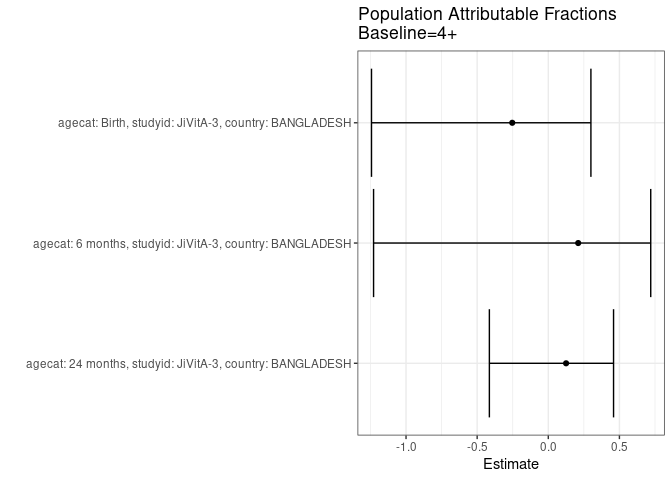 Population Attributable Fractions
Baseline=4+
agecat: Birth, studyid: JiVitA-3, country: BANGLADESH
agecat: 6 months, studyid: JiVitA-3, country: BANGLADESH
agecat: 24 months, studyid: JiVitA-3, country: BANGLADESH
-1.0 -0.5 0.0 0.5
Estimate